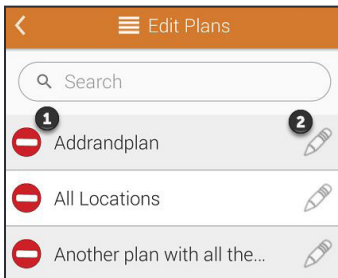 Edit Plans
Search
1 2
Addrandplan
All Locations
Another plan with all the...